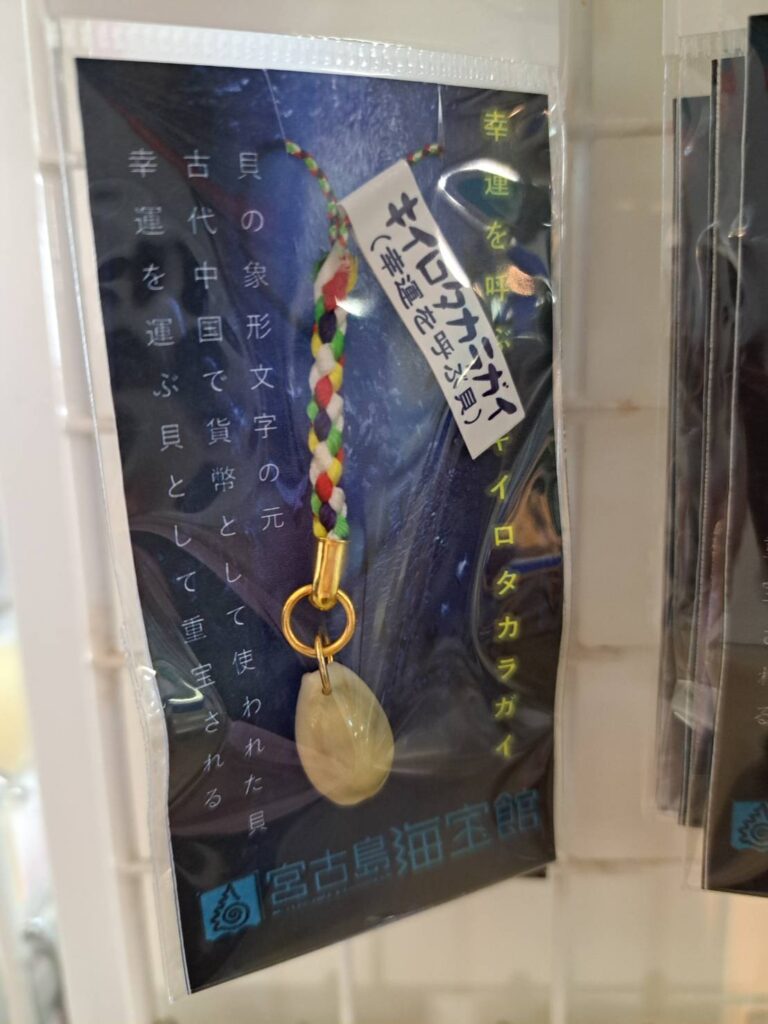 幸運を呼ぶ キイロタカラガイ
キイロタカラガイ
(幸運を呼ぶ貝)
貝の象形文字の元
古代中国で貨幣として使われた貝
幸運を運ぶ貝として重宝される
宮古島海宝館